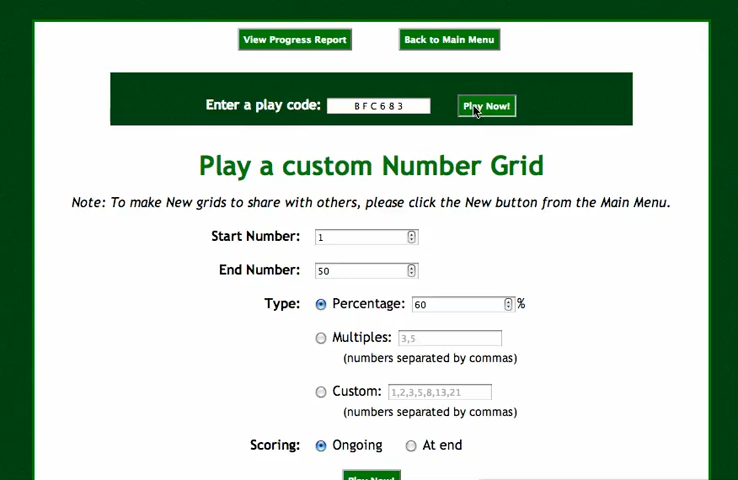 View Progress Report Back to Main Menu
Enter a play code: BFC683 Play Now!
Play a custom Number Grid
Note: To make New grids to share with others, please click the New button from the Main Menu.
Start Number: 1
End Number: 50
Type: Percentage: 60 %
Multiples: 3,5
(numbers separated by commas)
Custom: 1,2,3,5,8,13,21
(numbers separated by commas)
Scoring: Ongoing At end
Play Now!